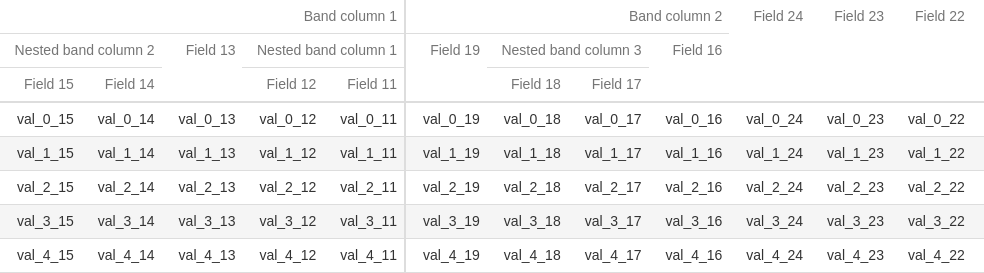 Band column 1 Band column 2 Field 24 Field 23 Field 22
Nested band column 2 Field 13 Nested band column 1 Field 19 Nested band column 3 Field 16
Field 15 Field 14 Field 12 Field 11 Field 18 Field 17
val_0_15 val_0_14 val_0_13 val_0_12 val_0_11 val_0_19 val_0_18 val_0_17 val_0_16 val_0_24 val_0_23 val_0_22
val_1_15 val_1_14 val_1_13 val_1_12 val_1_11 val_1_19 val_1_18 val_1_17 val_1_16 val_1_24 val_1_23 val_1_22
val_2_15 val_2_14 val_2_13 val_2_12 val_2_11 val_2_19 val_2_18 val_2_17 val_2_16 val_2_24 val_2_23 val_2_22
val_3_15 val_3_14 val_3_13 val_3_12 val_3_11 val_3_19 val_3_18 val_3_17 val_3_16 val_3_24 val_3_23 val_3_22
val_4_15 val_4_14 val_4_13 val_4_12 val_4_11 val_4_19 val_4_18 val_4_17 val_4_16 val_4_24 val_4_23 val_4_22